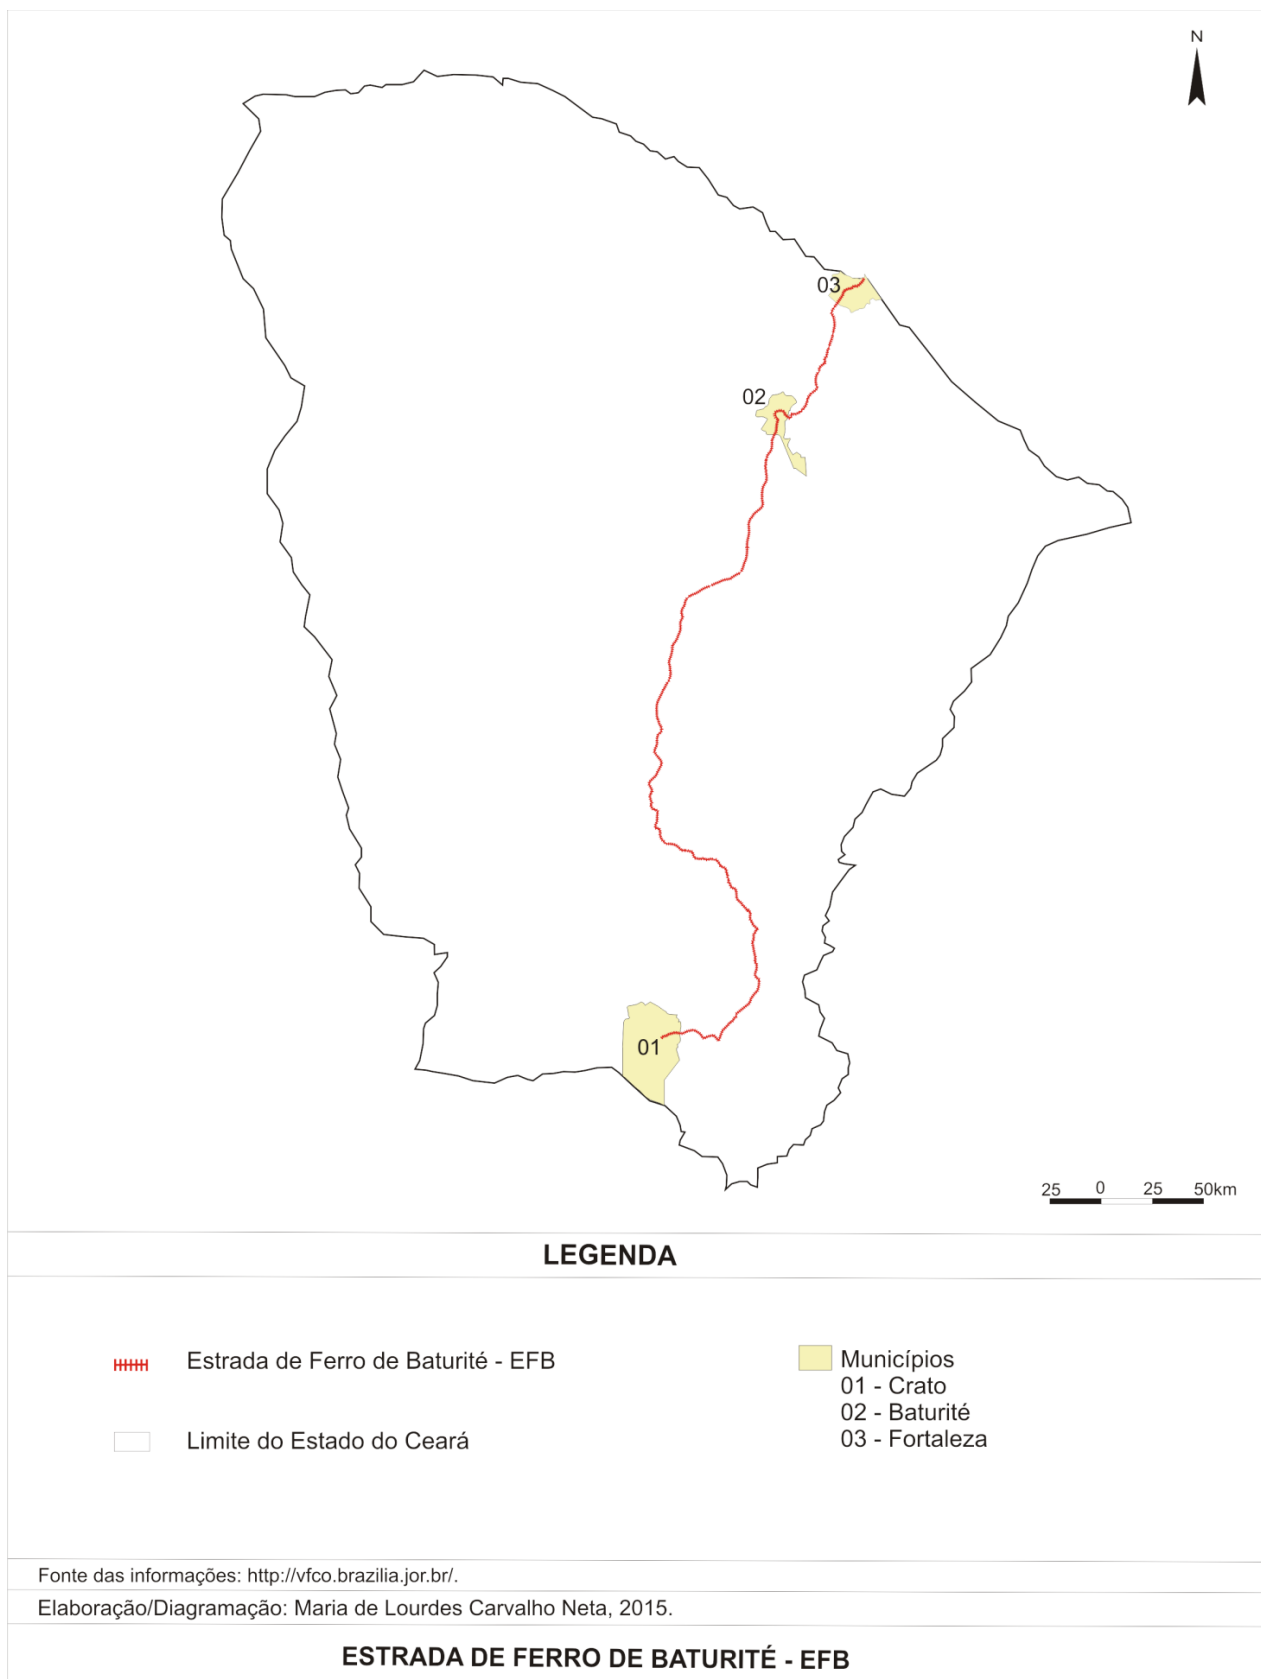 N
03
02
01
25 0 25 50km
LEGENDA
Estrada de Ferro de Baturité - EFB
Limite do Estado do Ceará
Municípios
01 - Crato
02 - Baturité
03 - Fortaleza
Fonte das informações: http://vfco.brazilia.jor.br/.
Elaboração/Diagramação: Maria de Lourdes Carvalho Neta, 2015.
ESTRADA DE FERRO DE BATURITÉ - EFB